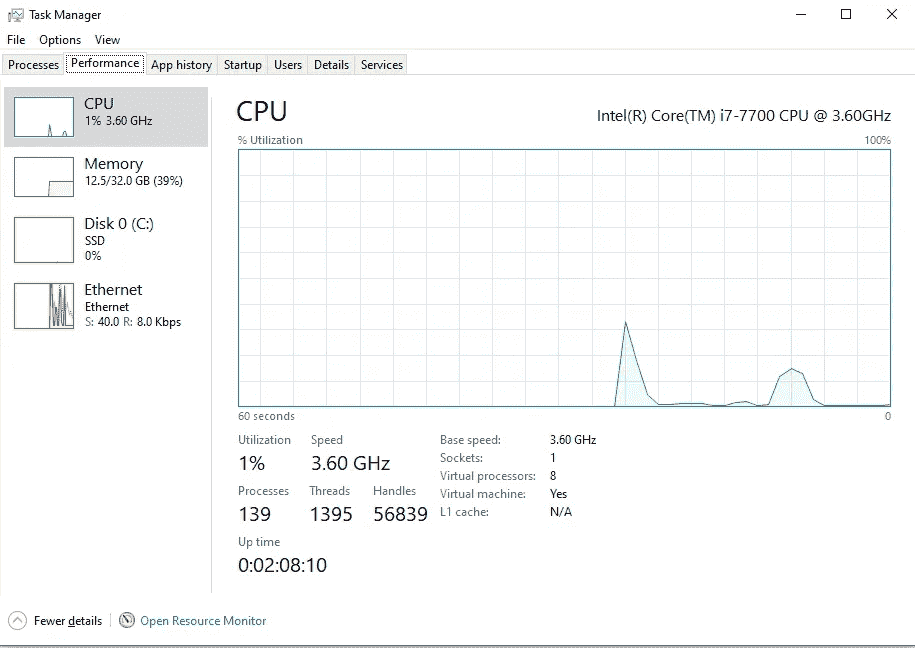 Task Manager
File Options View
Processes Performance App history Startup Users Details Services
CPU
1% 3.60 GHz
Memory
12.5/32.0 GB (39%)
Disk 0 (C:)
SSD
0%
Ethernet
Ethernet
S: 40.0 R: 8.0 Kbps
CPU
Intel(R) Core(TM) i7-7700 CPU @ 3.60GHz
% Utilization 100%
60 seconds 0
Utilization Speed
1% 3.60 GHz
Processes Threads Handles
139 1395 56839
Up time
0:02:08:10
Base speed: 3.60 GHz
Sockets: 1
Virtual processors: 8
Virtual machine: Yes
L1 cache: N/A
Fewer details Open Resource Monitor